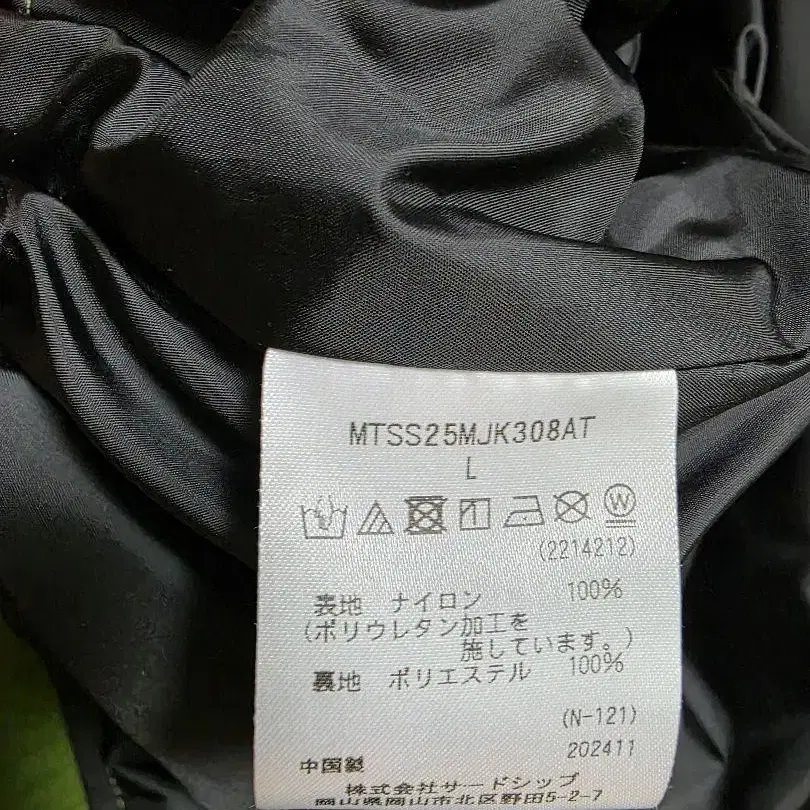 MTSS25MJK308AT
L
W
(2214212)
表地 ナイロン 100%
(ポリウレタン加工を
施しています。)
裏地 ポリエステル 100%
(N-121)
202411
中国製
株式会社サードシップ
岡山県岡山市北区野田5-2-7